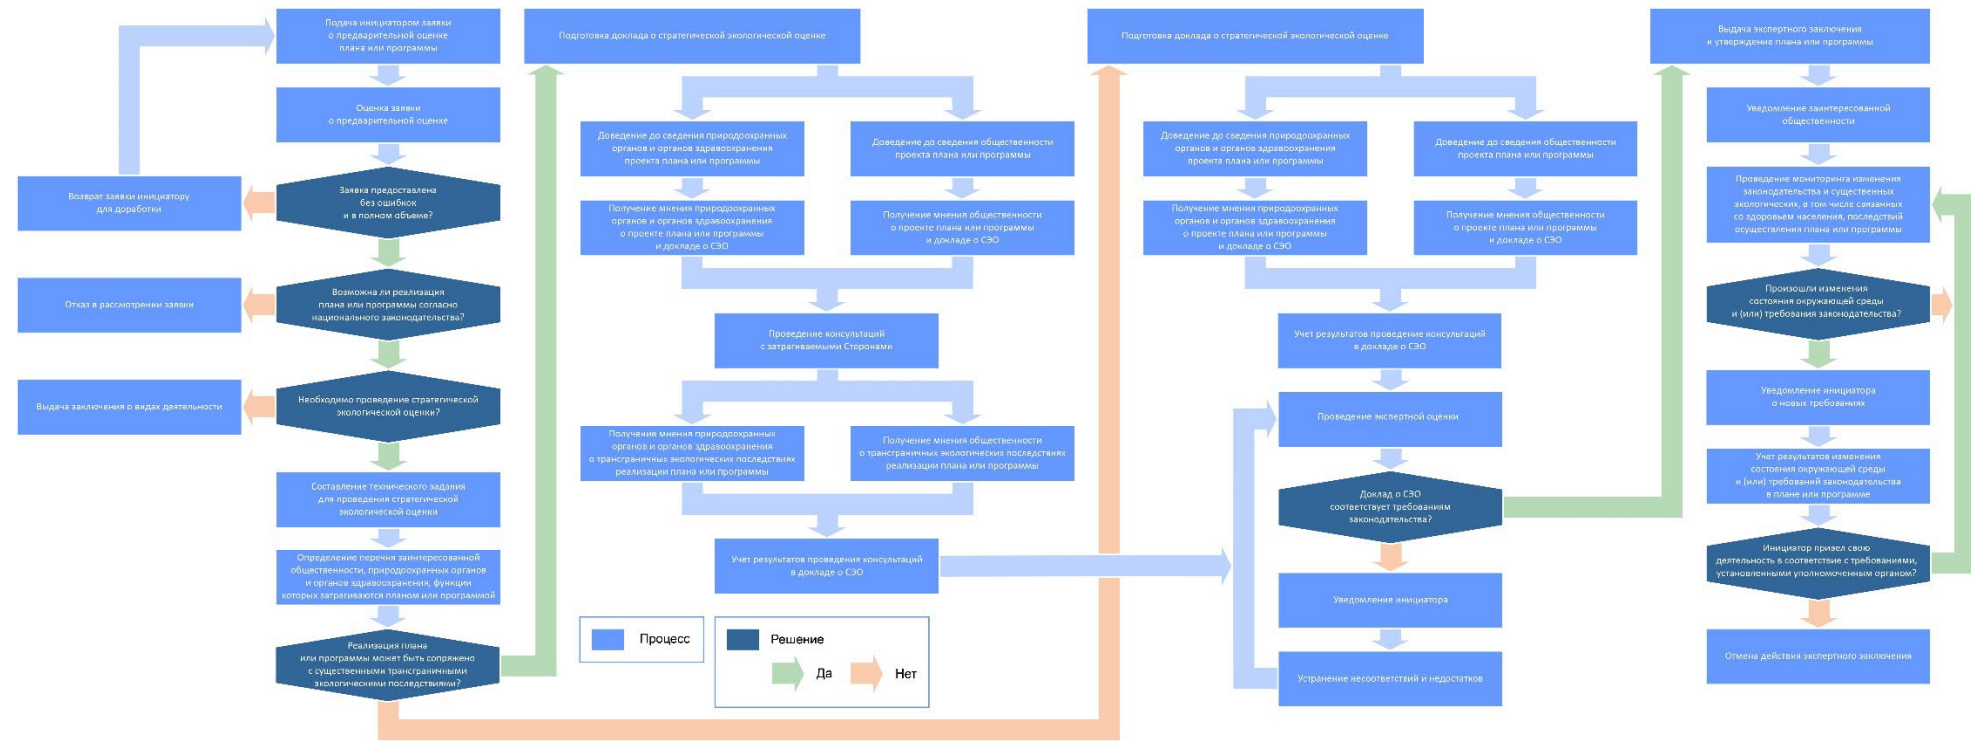 Подача инициатором заявки
о предварительной оценке
плана или программы
Оценка заявки
о предварительной оценке
Заявка предоставлена
без ошибкок
и в полном объеме?
Возврат заявки инициатору
для доработки
Возможна ли реализация
плана или программы согласно
национального законодательства?
Отказ в рассмотрении заявки
Необходимо проведение стратегической
экологической оценки?
Выдача заключения о видах деятельности
Составление технического задания
для проведения стратегической
экологической оценки
Определение перечня заинтересованной
общественности, природоохранных органов
и органов здравоохранения, функции
которых затрагиваются планом или программой
Реализация плана
или программы может быть сопряжено
с существенными трансграничными
экологическими последствиями?
Подготовка доклада о стратегической экологической оценке
Доведение до сведения природоохранных
органов и органов здравоохранения
проекта плана или программы
Доведение до сведения общественности
проекта плана или программы
Получение мнения природоохранных
органов и органов здравоохранения
о проекте плана или программы
и докладе о СЭО
Получение мнения общественности
о проекте плана или программы
и докладе о СЭО
Проведение консультаций
с затрагиваемыми Сторонами
Получение мнения природоохранных
органов и органов здравоохранения
о трансграничных экологических последствиях
реализации плана или программы
Получение мнения общественности
о трансграничных экологических последствиях
реализации плана или программы
Учет результатов проведение консультаций
в докладе о СЭО
Процесс
Решение
Да
Нет
Подготовка доклада о стратегической экологической оценке
Доведение до сведения природоохранных
органов и органов здравоохранения
проекта плана или программы
Доведение до сведения общественности
проекта плана или программы
Получение мнения природоохранных
органов и органов здравоохранения
о проекте плана или программы
и докладе о СЭО
Получение мнения общественности
о проекте плана или программы
и докладе о СЭО
Учет результатов проведение консультаций
в докладе о СЭО
Проведение экспертной оценки
Доклад о СЭО
соответствует требованиям
законодательства?
Уведомление инициатора
Устранение несоответствий и недостатков
Выдача экспертного заключения
и утверждение плана или программы
Уведомление заинтересованной
общественности
Проведение мониторинга изменения
законодательства и существенных
экологических, в том числе связанных
со здоровьем населения, последствий
осуществления плана или программы
Произошли изменения
состояния окружающей среды
и (или) требования законодательства?
Уведомление инициатора
о новых требованиях
Учет результатов изменения
состояния окружающей среды
и (или) требований законодательства
в плане или программе
Инициатор привел свою
деятельность в соответствие с требованиями,
установленными уполномоченным органом?
Отмена действия экспертного заключения